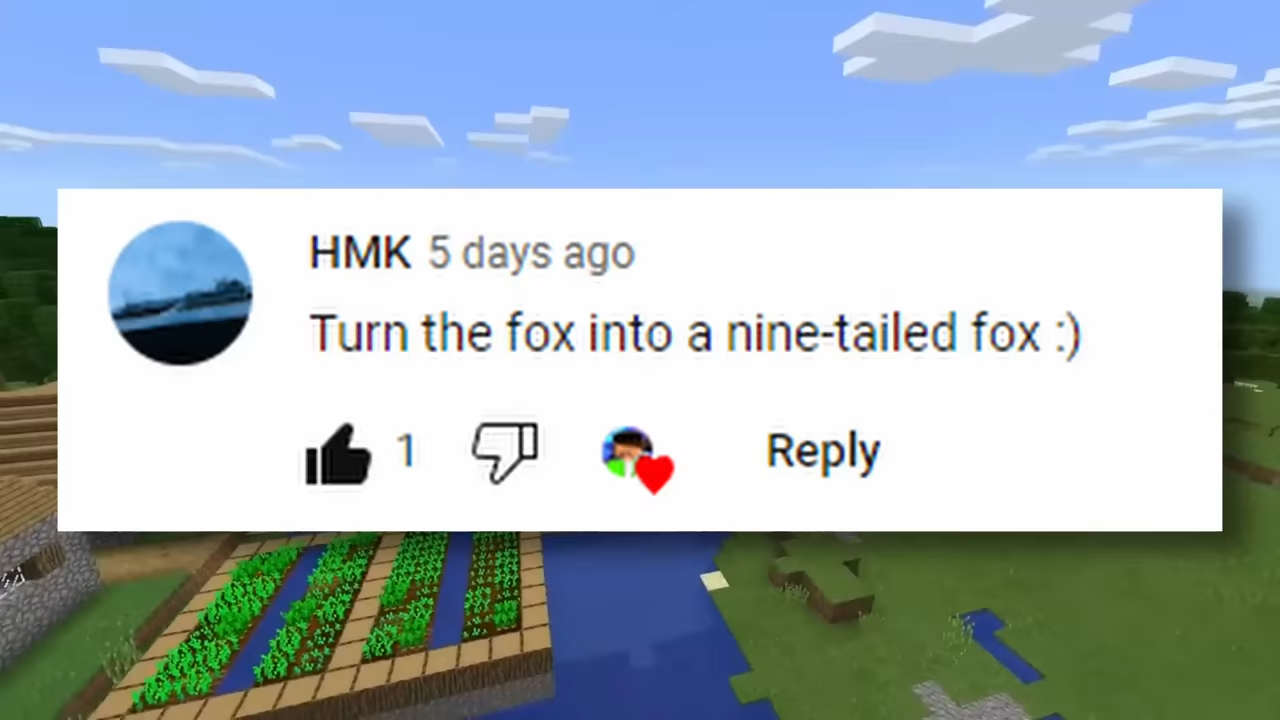 HMK 5 days ago
Turn the fox into a nine-tailed fox :)
1 Reply